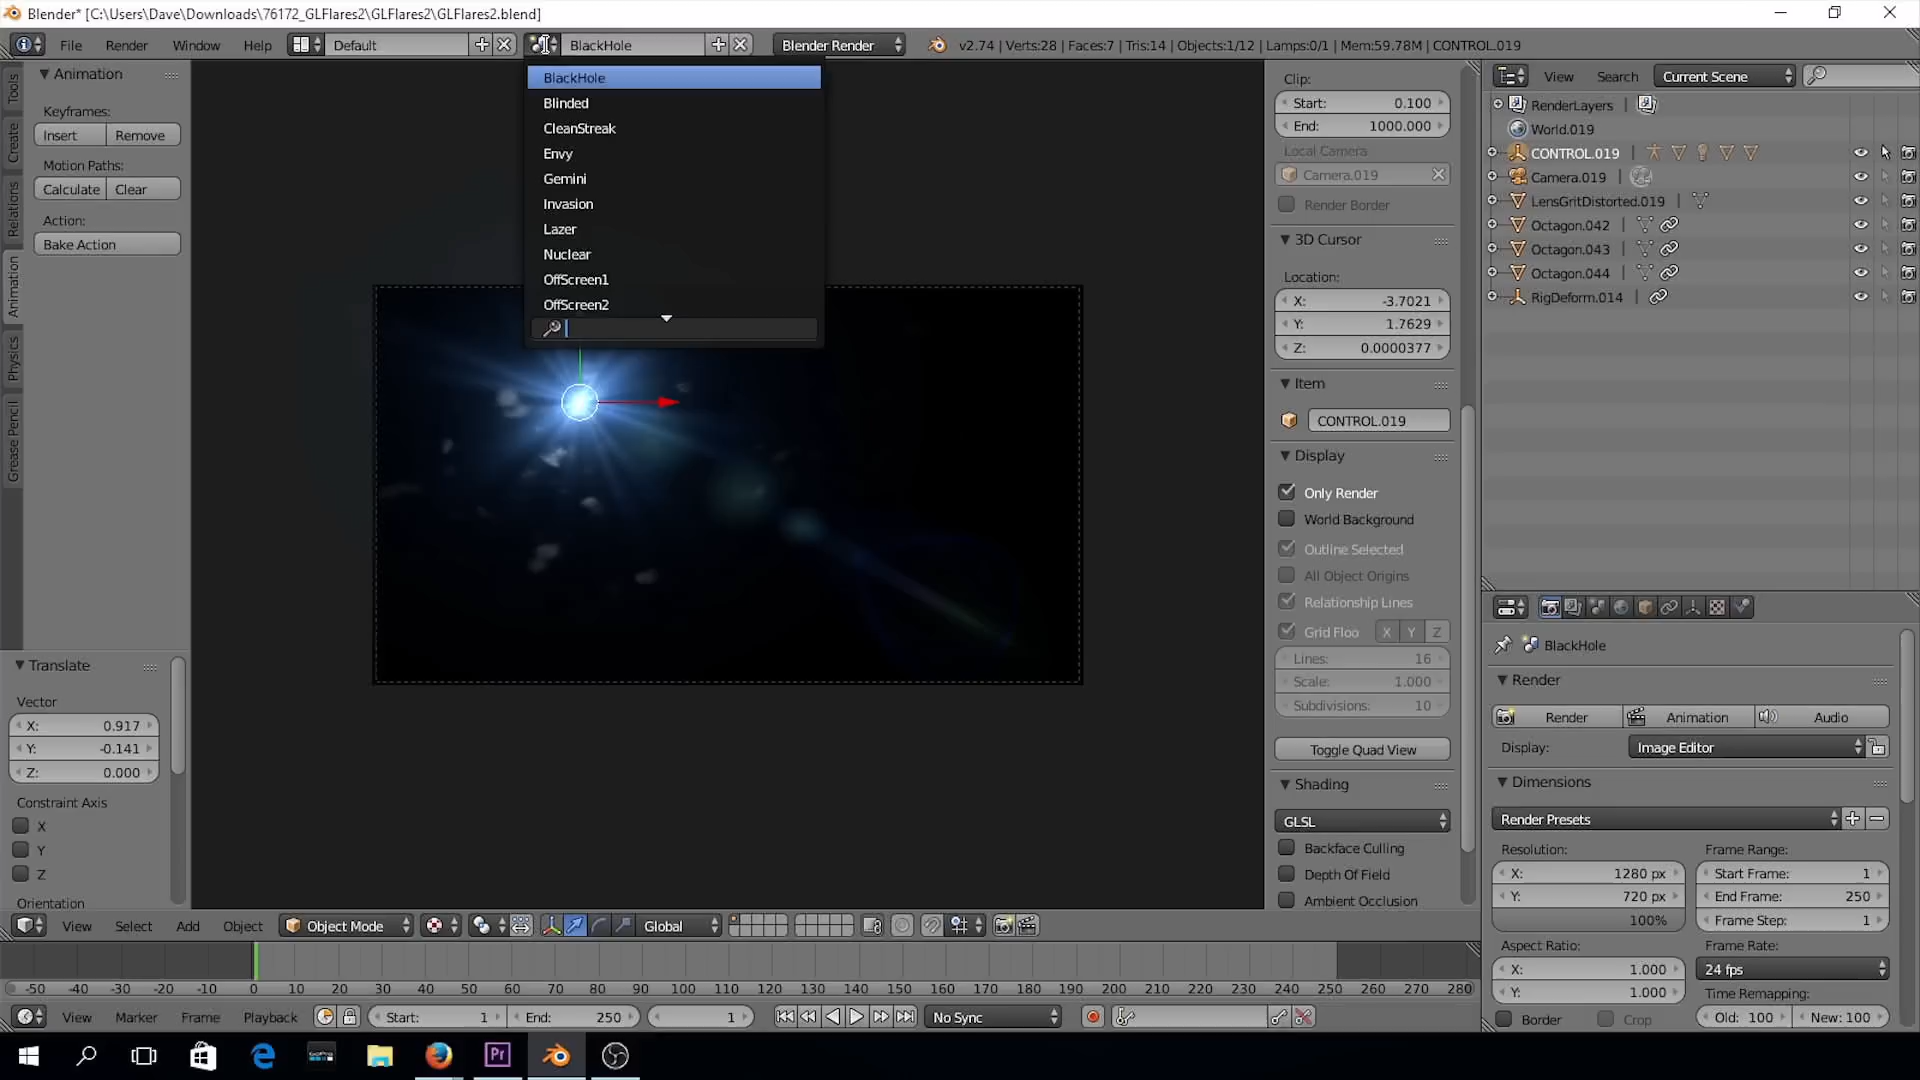 Blender* [C:\Users\Dave\Downloads\76172_GLFlares2\GLFlares2\GLFlares2.blend]
File Render Window Help Default BlackHole Blender Render v2.74 | Verts:28 | Faces:7 | Tris:14 | Objects:1/12 | Lamps:0/1 | Mem:59.78M | CONTROL.019
Tools
Create
Relations
Animation
Physics
Grease Pencil
Animation
Keyframes:
Insert Remove
Motion Paths:
Calculate Clear
Action:
Bake Action
Translate
Vector
X: 0.917
Y: -0.141
Z: 0.000
Constraint Axis
X
Y
Z
Orientation
BlackHole
Blinded
CleanStreak
Envy
Gemini
Invasion
Lazer
Nuclear
OffScreen1
OffScreen2
Clip:
Start: 0.100
End: 1000.000
Local Camera
Camera.019
Render Border
3D Cursor
Location:
X: -3.7021
Y: 1.7629
Z: 0.0000377
Item
CONTROL.019
Display
Only Render
World Background
Outline Selected
All Object Origins
Relationship Lines
Grid Floo X Y Z
Lines: 16
Scale: 1.000
Subdivisions: 10
Toggle Quad View
Shading
GLSL
Backface Culling
Depth Of Field
Ambient Occlusion
View Search Current Scene
RenderLayers |
World.019
CONTROL.019 |
Camera.019 |
LensGritDistorted.019 |
Octagon.042 |
Octagon.043 |
Octagon.044 |
RigDeform.014 |
BlackHole
Render
Render Animation Audio
Display: Image Editor
Dimensions
Render Presets
Resolution: Frame Range:
X: 1280 px Start Frame: 1
Y: 720 px End Frame: 250
100% Frame Step: 1
Aspect Ratio: Frame Rate:
X: 1.000 24 fps
Y: 1.000 Time Remapping:
Border Crop Old: 100 New: 100
View Select Add Object Object Mode Global
-50 -40 -30 -20 -10 0 10 20 30 40 50 60 70 80 90 100 110 120 130 140 150 160 170 180 190 200 210 220 230 240 250 260 270 280
View Marker Frame Playback Start: 1 End: 250 1 No Sync
GoPro Pr